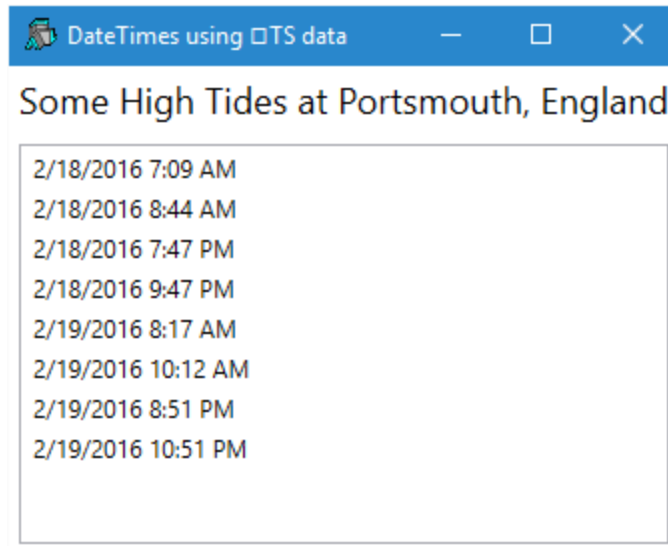 DateTimes using □TS data
Some High Tides at Portsmouth, England
2/18/2016 7:09 AM
2/18/2016 8:44 AM
2/18/2016 7:47 PM
2/18/2016 9:47 PM
2/19/2016 8:17 AM
2/19/2016 10:12 AM
2/19/2016 8:51 PM
2/19/2016 10:51 PM